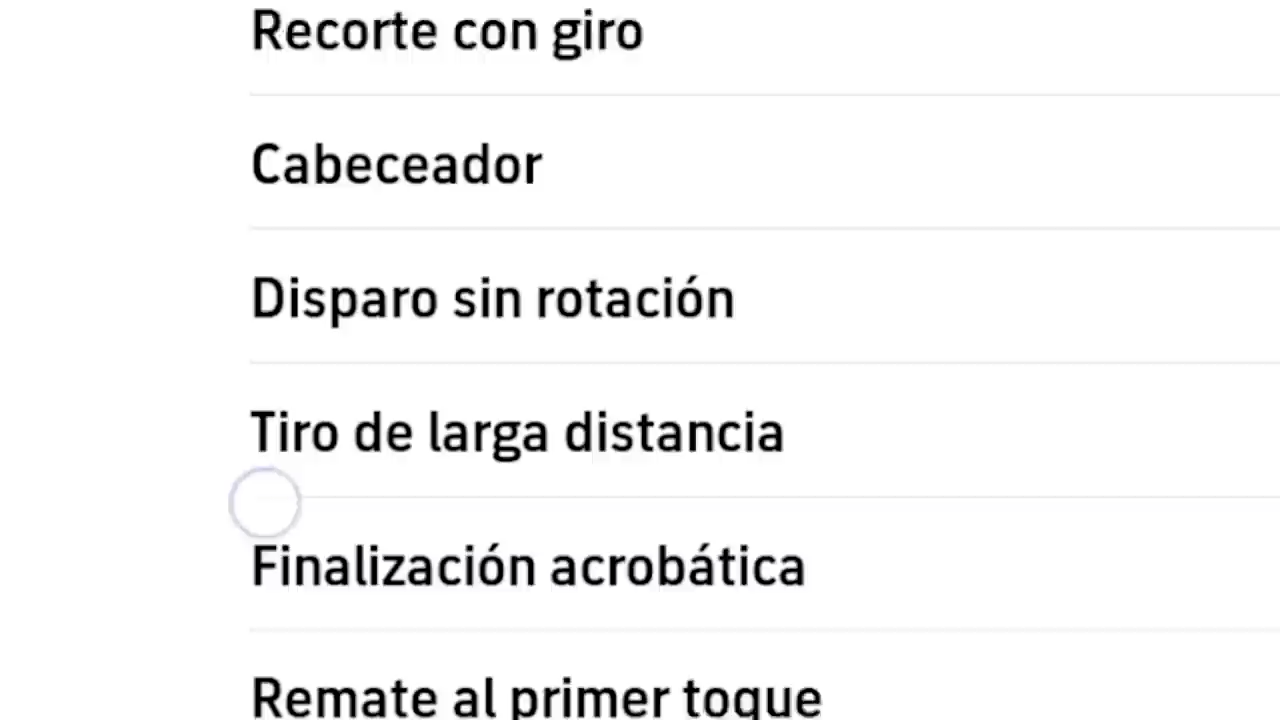 Recorte con giro
Cabeceador
Disparo sin rotación
Tiro de larga distancia
Finalización acrobática
Remate al primer toque